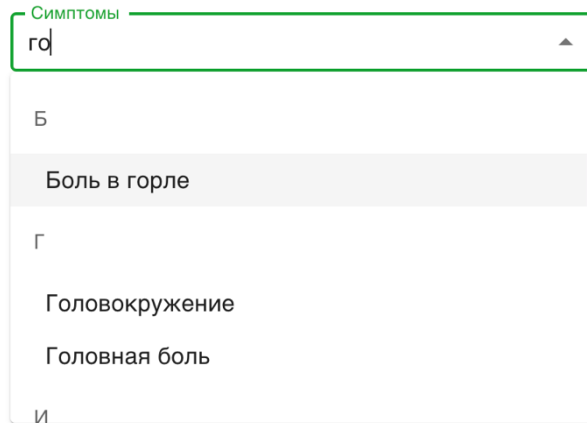 Симптомы
го
Б
Боль в горле
Г
Головокружение
Головная боль
И